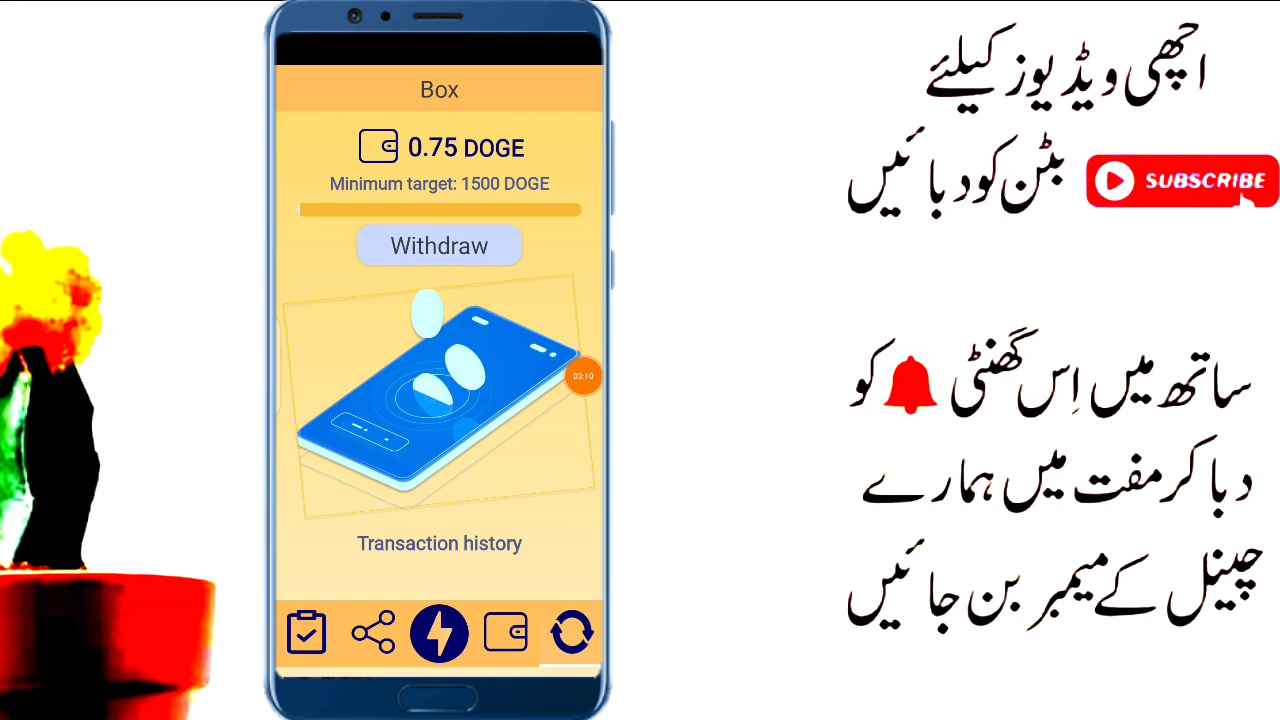 Box
0.75 DOGE
Minimum target: 1500 DOGE
Withdraw
03:10
Transaction history
اچھی ویڈیوز کیلئے
SUBSCRIBE بٹن کو دبائیں
ساتھ میں اِس گھنٹی کو
دبا کر مفت میں ہمارے
چینل کے میمبر بن جائیں